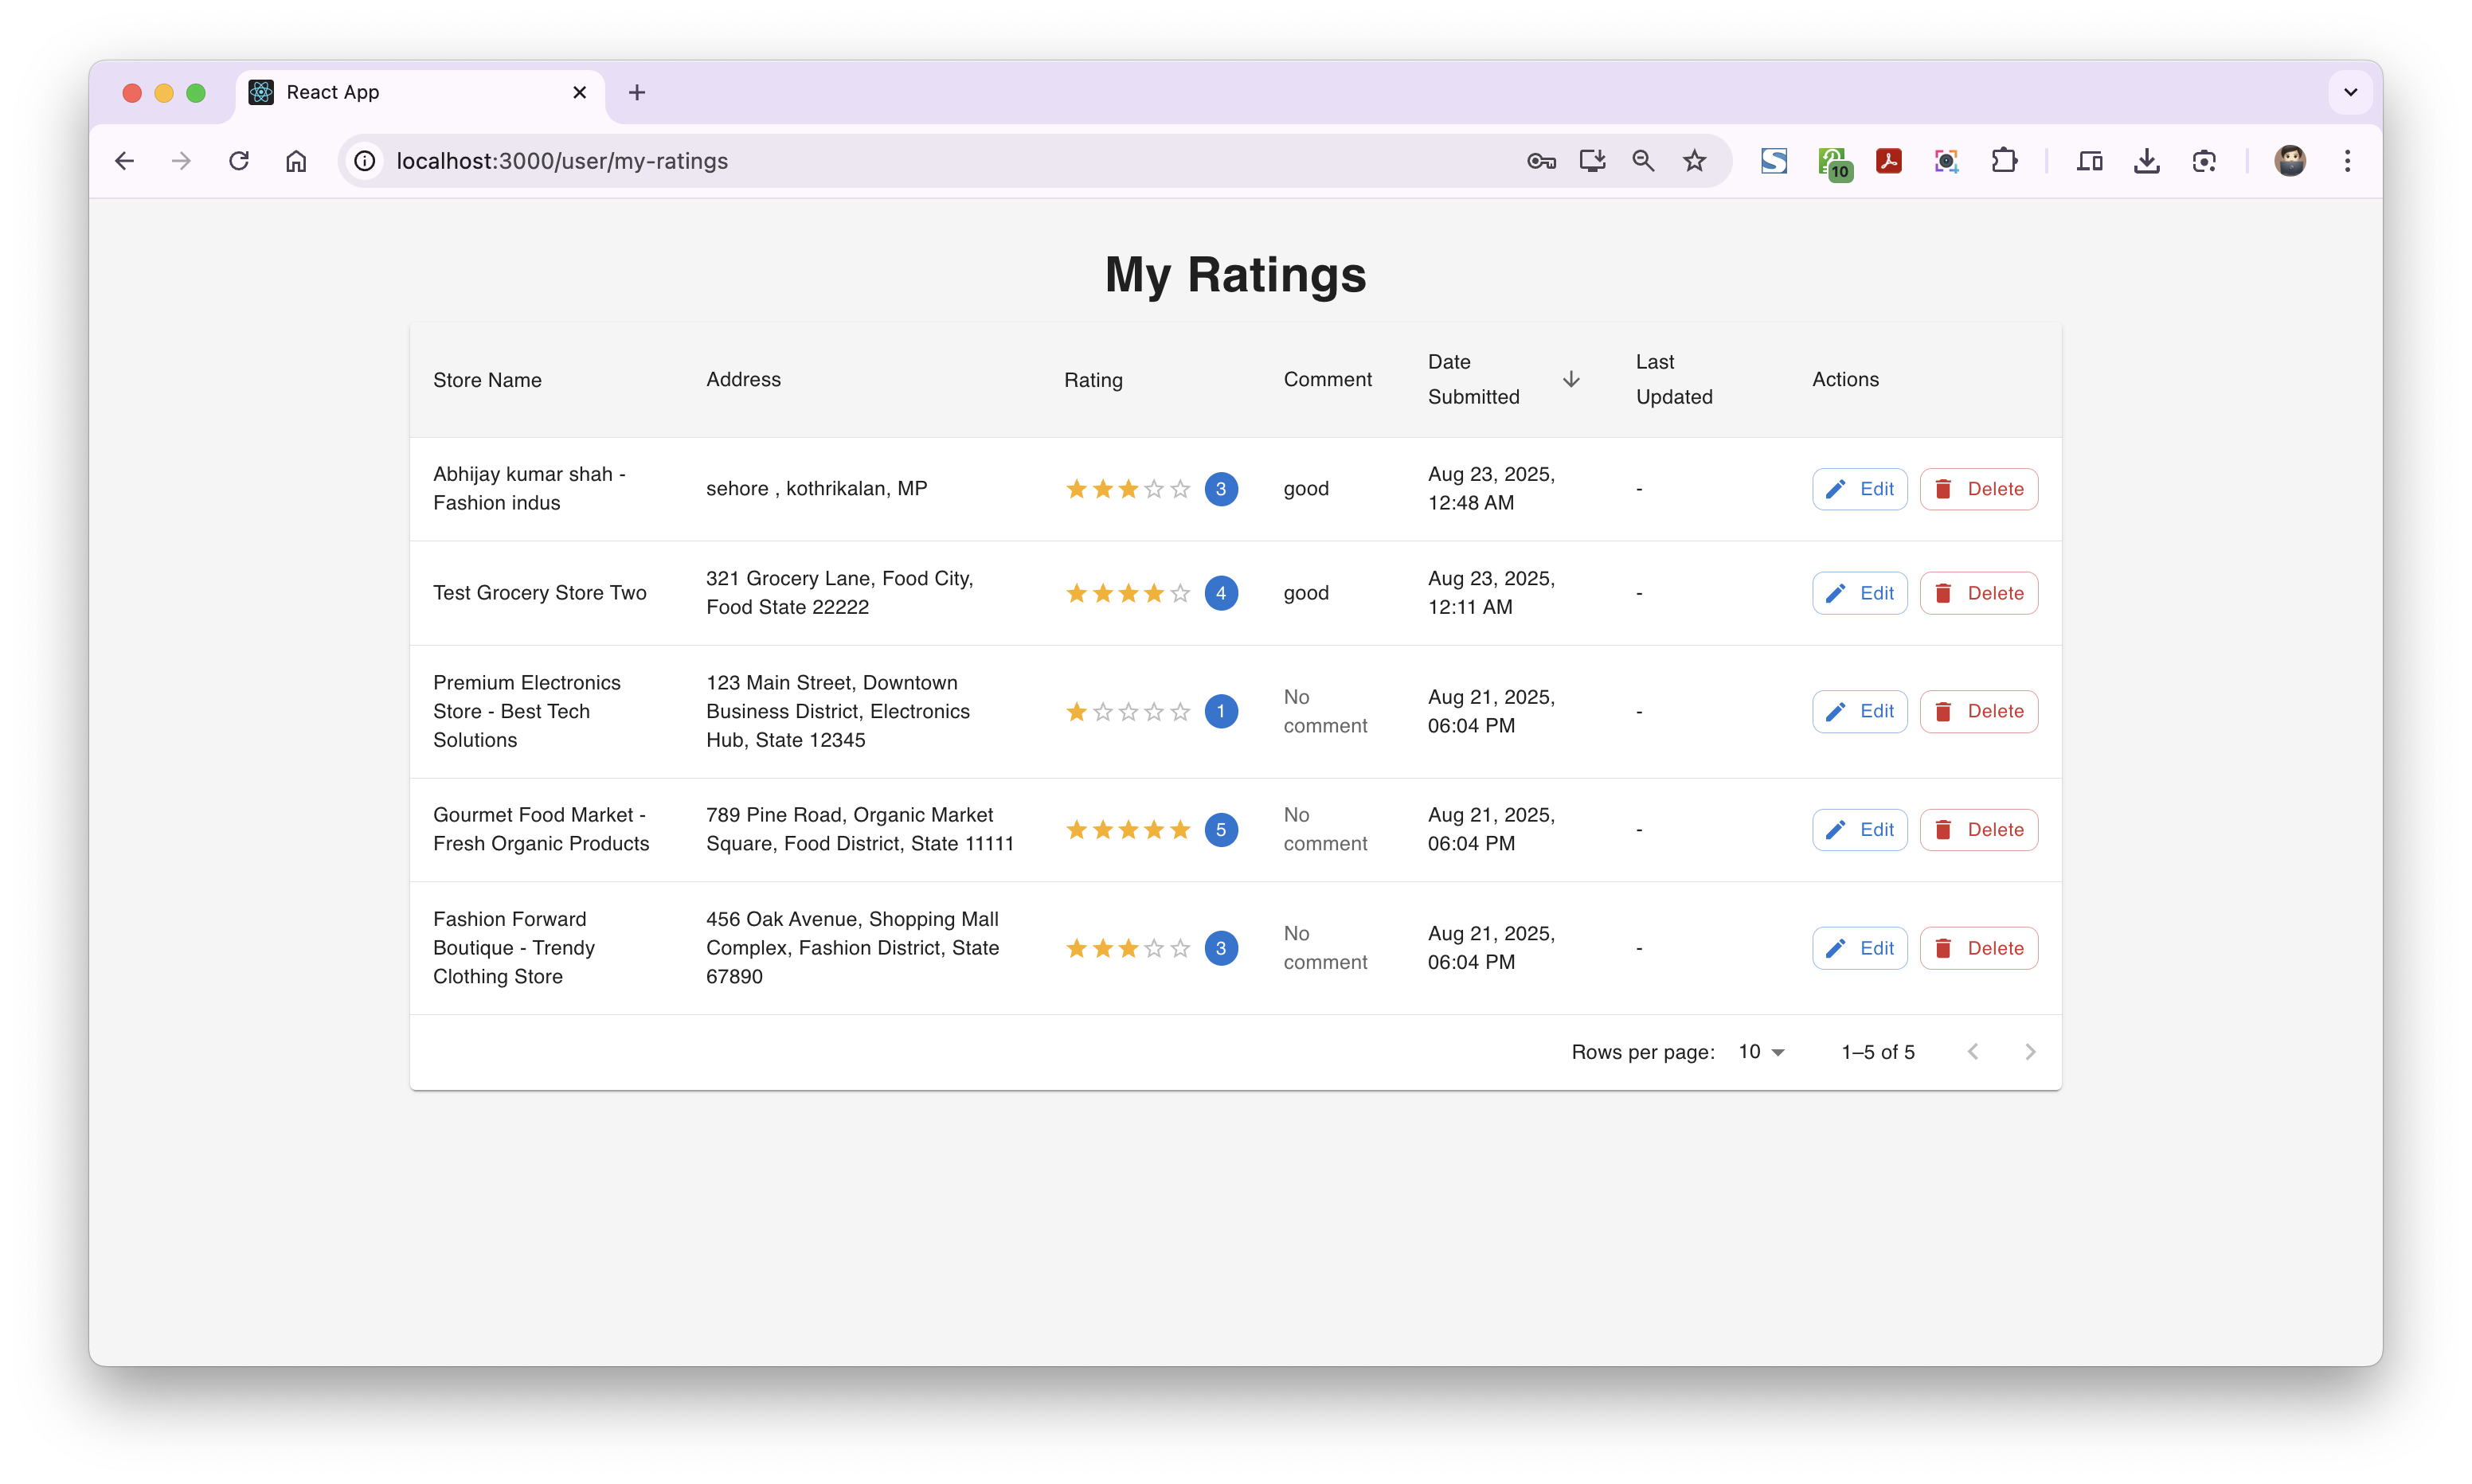 React App
localhost:3000/user/my-ratings
10
My Ratings
Store Name
Address
Rating
Comment
Date
Submitted
Last
Updated
Actions
Abhijay kumar shah -
Fashion indus
sehore , kothrikalan, MP
3
good
Aug 23, 2025,
12:48 AM
-
Edit
Delete
Test Grocery Store Two
321 Grocery Lane, Food City,
Food State 22222
4
good
Aug 23, 2025,
12:11 AM
-
Edit
Delete
Premium Electronics
Store - Best Tech
Solutions
123 Main Street, Downtown
Business District, Electronics
Hub, State 12345
1
No
comment
Aug 21, 2025,
06:04 PM
-
Edit
Delete
Gourmet Food Market -
Fresh Organic Products
789 Pine Road, Organic Market
Square, Food District, State 11111
5
No
comment
Aug 21, 2025,
06:04 PM
-
Edit
Delete
Fashion Forward
Boutique - Trendy
Clothing Store
456 Oak Avenue, Shopping Mall
Complex, Fashion District, State
67890
3
No
comment
Aug 21, 2025,
06:04 PM
-
Edit
Delete
Rows per page: 10 1–5 of 5